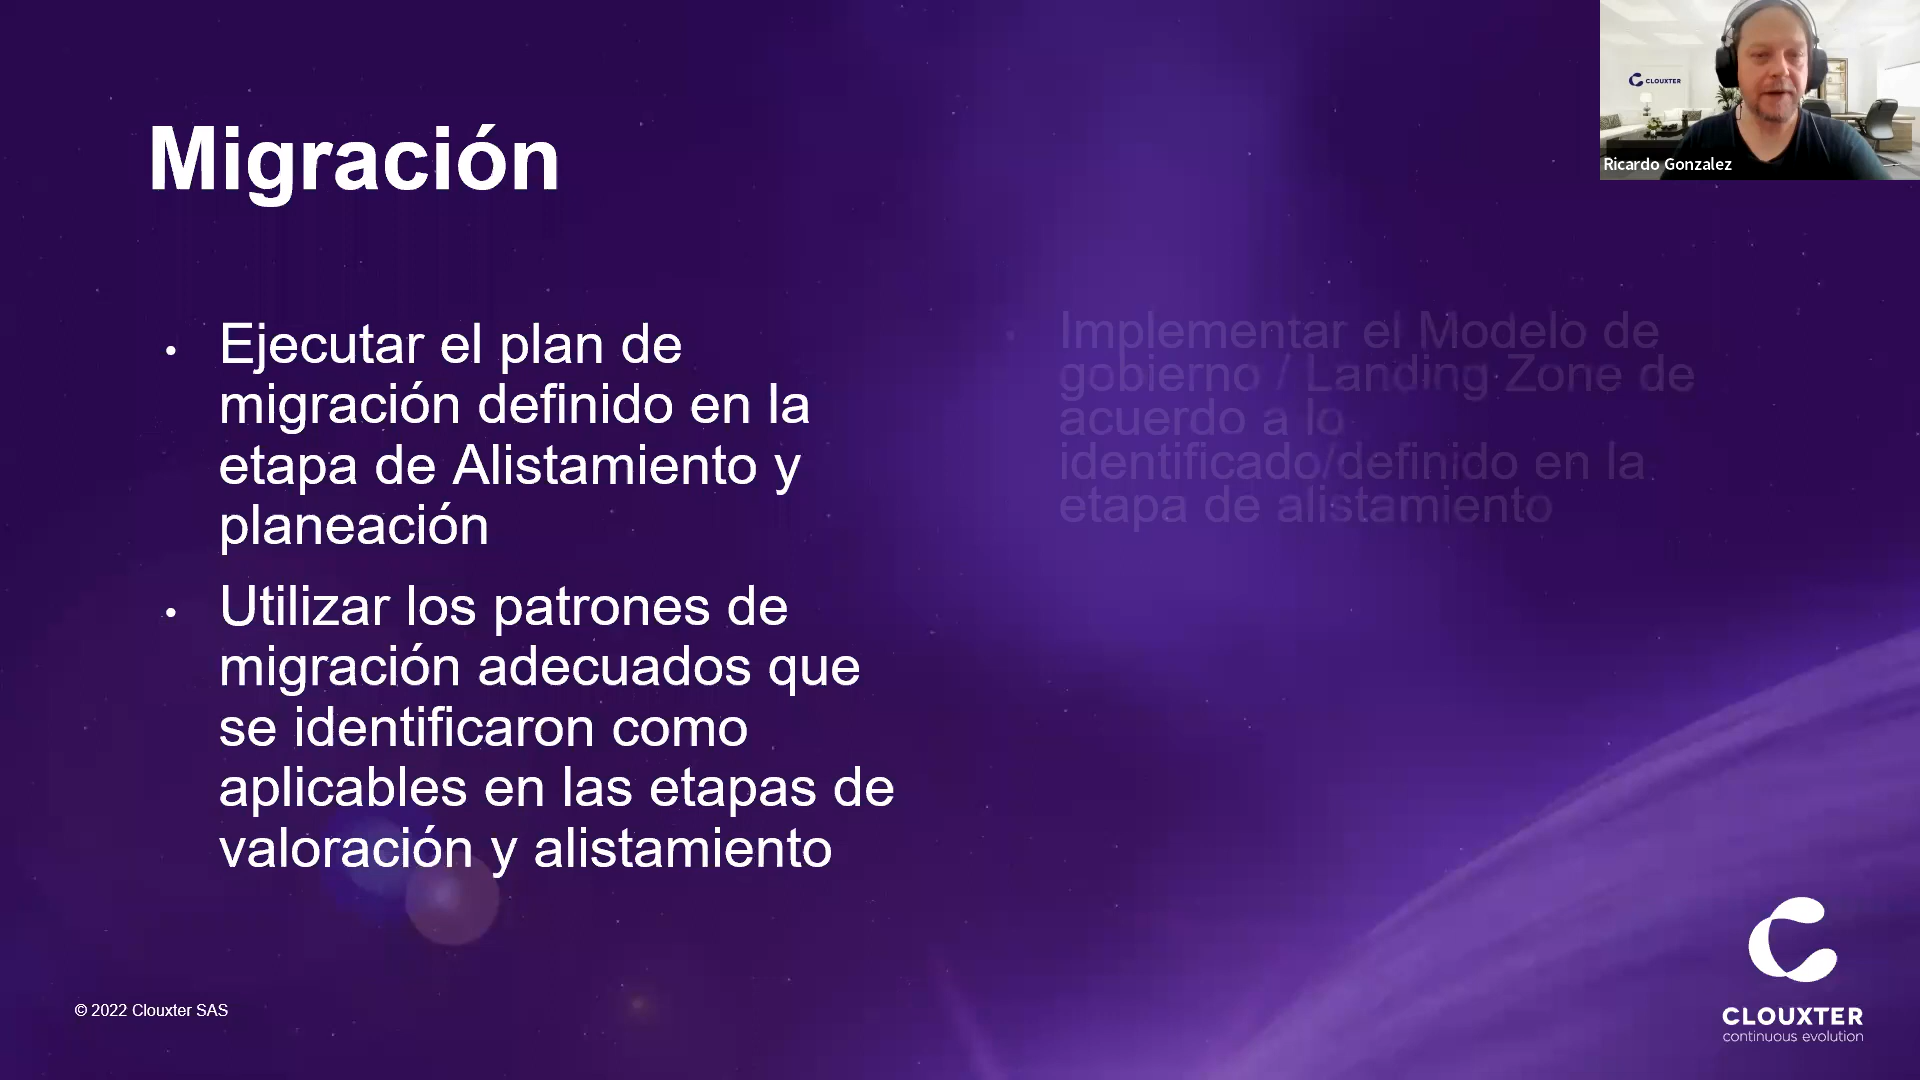 Migración
• Ejecutar el plan de
migración definido en la
etapa de Alistamiento y
planeación
• Utilizar los patrones de
migración adecuados que
se identificaron como
aplicables en las etapas de
valoración y alistamiento
• Implementar el Modelo de
gobierno / Landing Zone de
acuerdo a lo
identificado/definido en la
etapa de alistamiento
CLOUXTER
Ricardo Gonzalez
© 2022 Clouxter SAS
CLOUXTER
continuous evolution